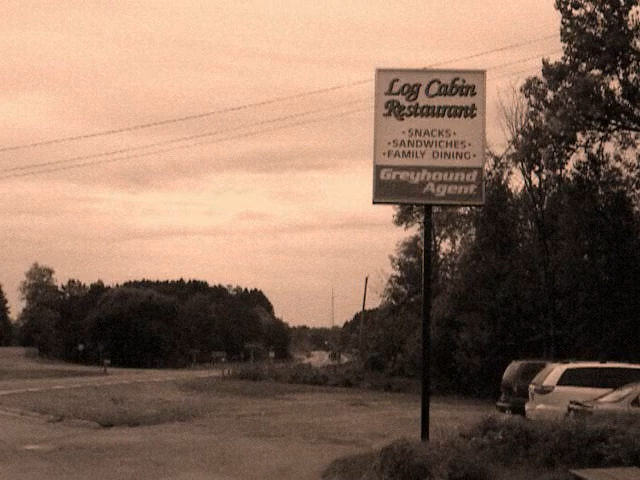 Log Cabin
Restaurant
·SNACKS·
·SANDWICHES·
·FAMILY DINING·
Greyhound
Agent